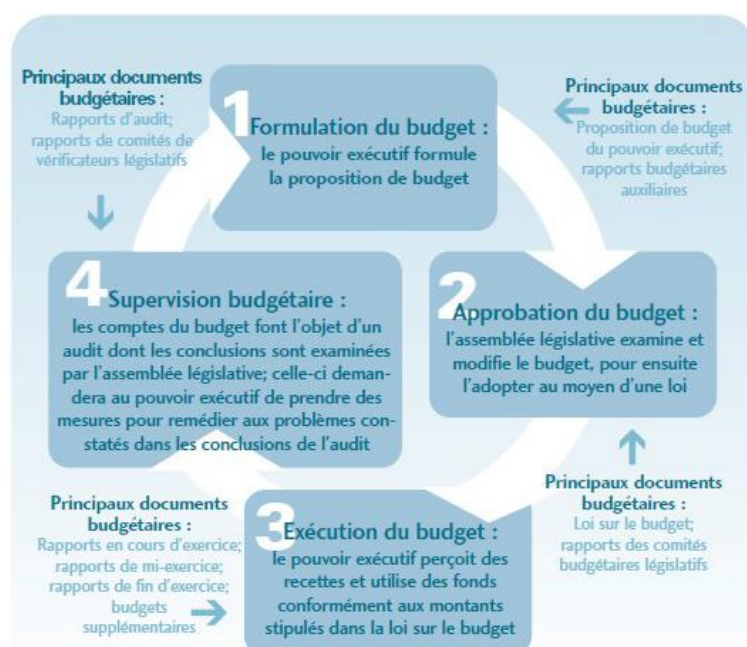 Principaux documents
budgétaires :
Rapports d'audit;
rapports de comités de
vérificateurs législatifs
1
Formulation du budget :
le pouvoir exécutif formule
la proposition de budget
Principaux documents
budgétaires :
Proposition de budget
du pouvoir exécutif;
rapports budgétaires
auxiliaires
4
Supervision budgétaire :
les comptes du budget font l'objet d'un
audit dont les conclusions sont examinées
par l'assemblée législative; celle-ci deman-
dera au pouvoir exécutif de prendre des
mesures pour remédier aux problèmes con-
statés dans les conclusions de l'audit
2
Approbation du budget :
l'assemblée législative examine et
modifie le budget, pour ensuite
l'adopter au moyen d'une loi
Principaux documents
budgétaires :
Rapports en cours d'exercice;
rapports de mi-exercice;
rapports de fin d'exercice;
budgets
supplémentaires
3
Exécution du budget :
le pouvoir exécutif perçoit des
recettes et utilise des fonds
conformément aux montants
stipulés dans la loi sur le budget
Principaux documents
budgétaires :
Loi sur le budget;
rapports des comités
budgétaires législatifs